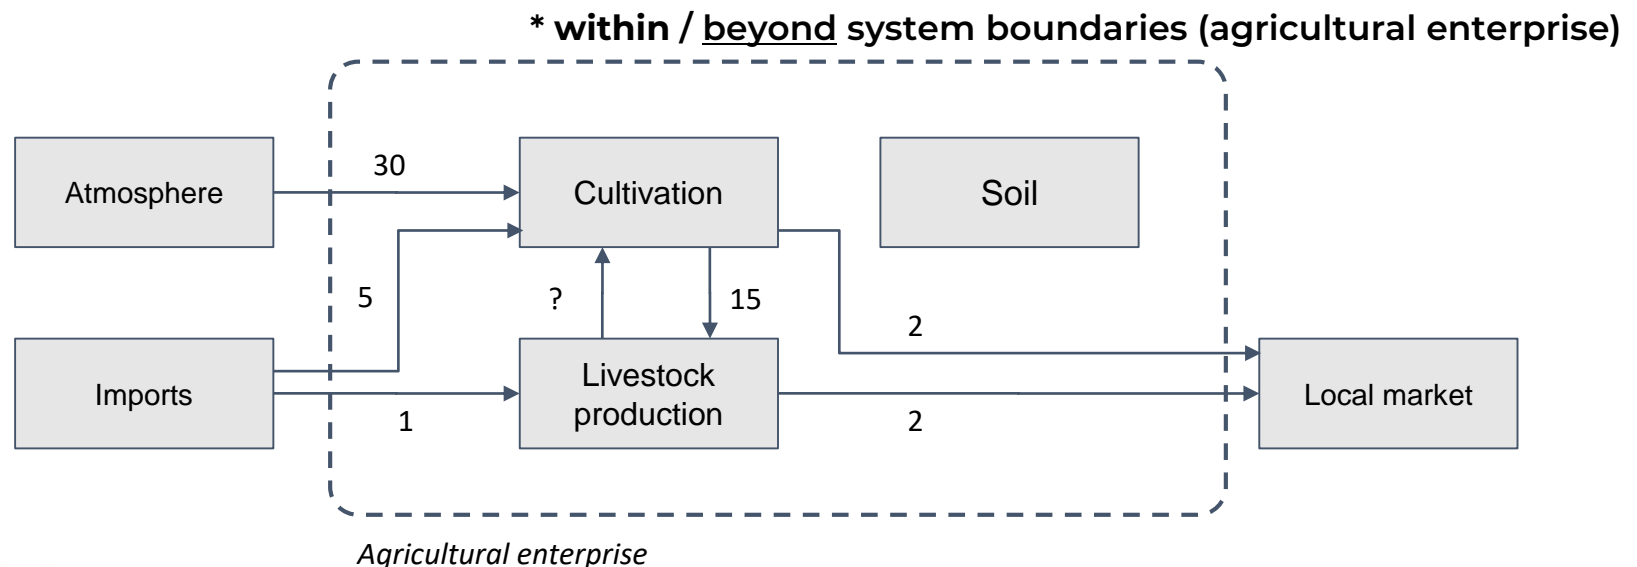 * within / beyond system boundaries (agricultural enterprise)
30
Atmosphere
Cultivation
Soil
5
?
15
2
Imports
Livestock
production
Local market
1
2
Agricultural enterprise